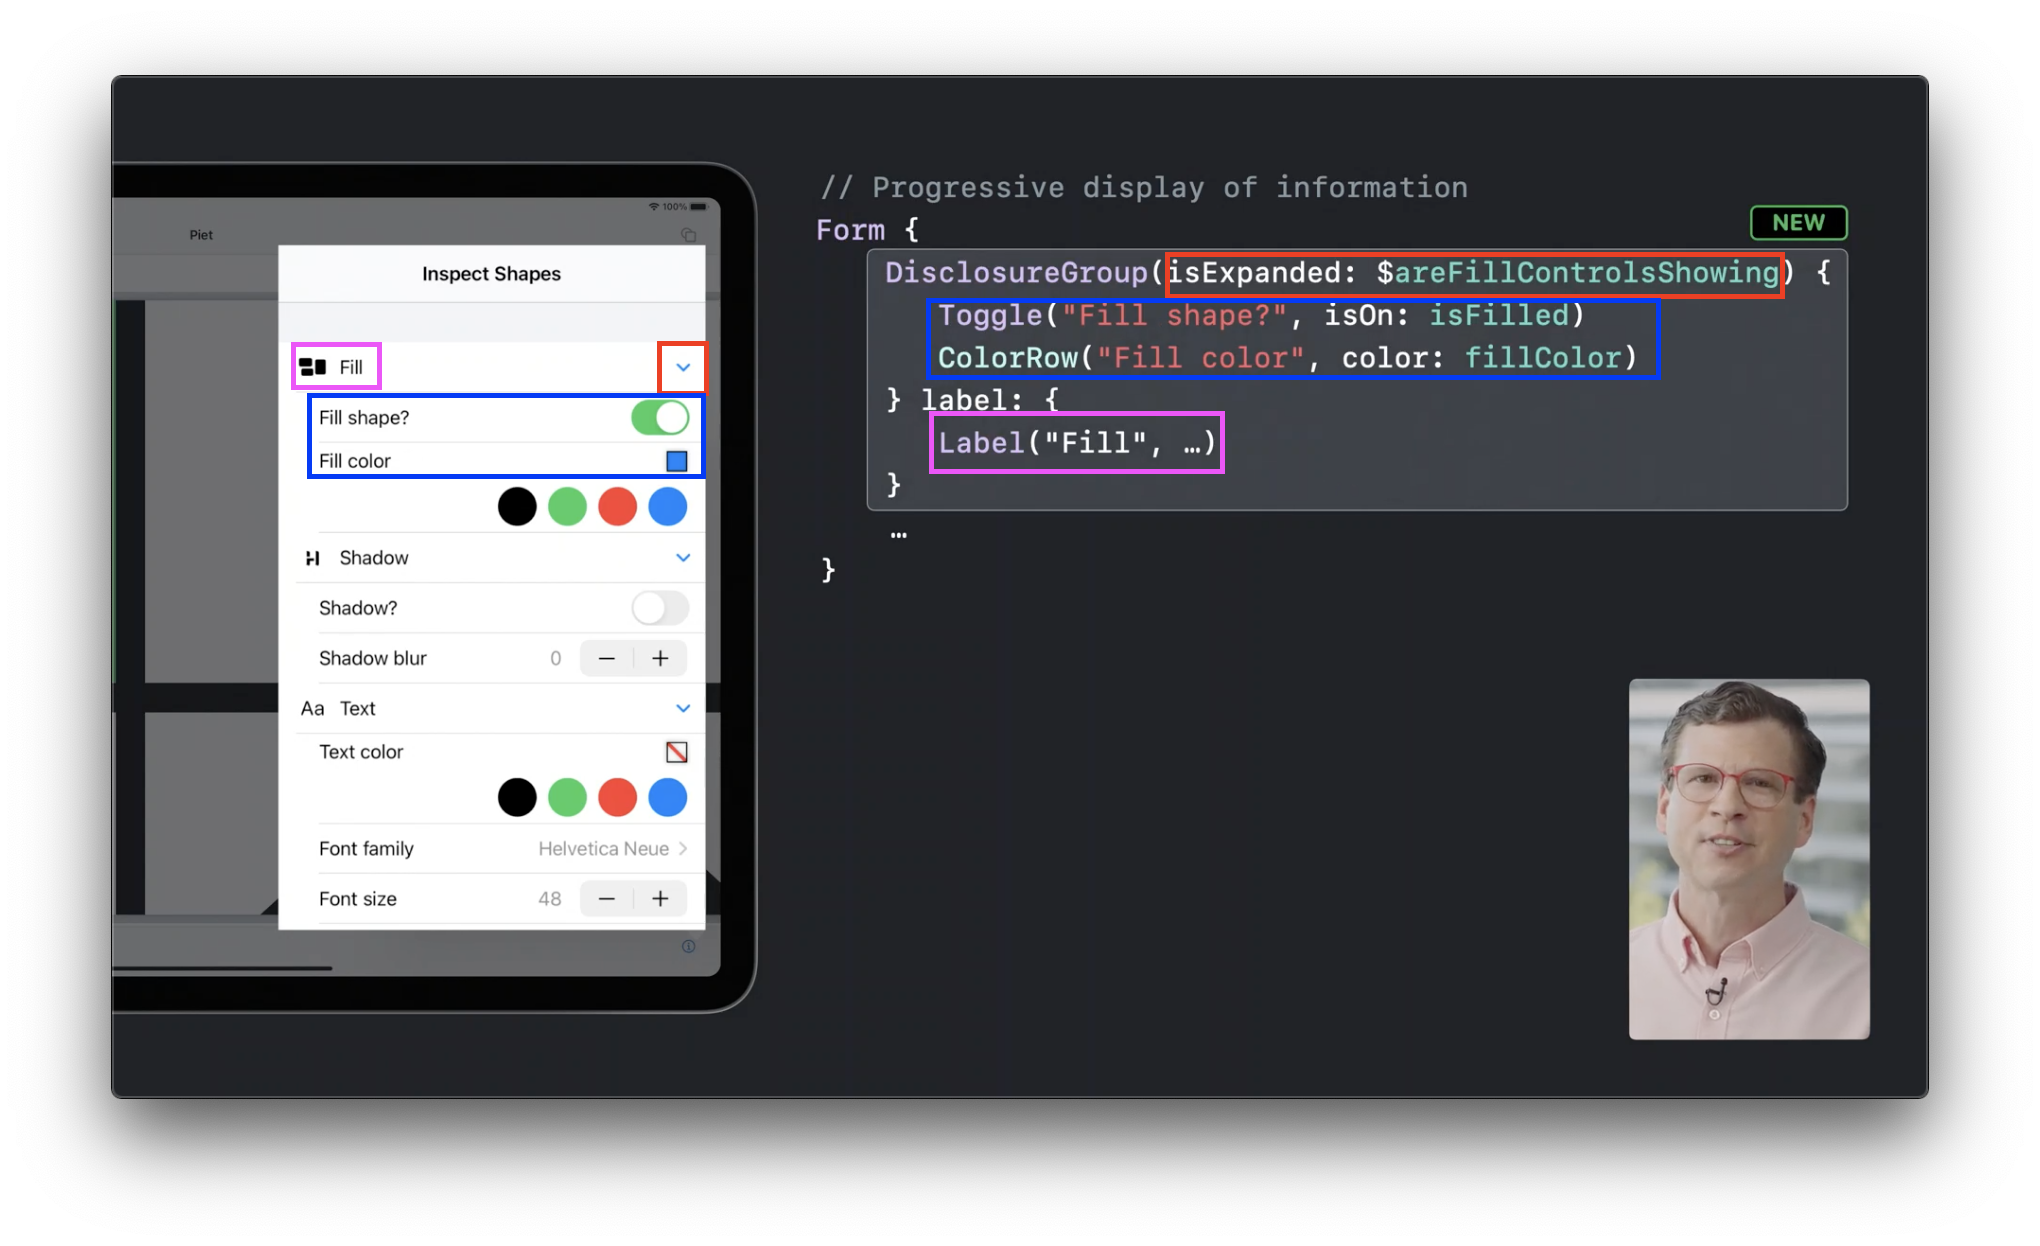 100%
Piet
Inspect Shapes
Fill
Fill shape?
Fill color
Shadow
Shadow?
Shadow blur 0 − +
Aa Text
Text color
Font family Helvetica Neue >
Font size 48 − +
// Progressive display of information
Form {
NEW
DisclosureGroup(isExpanded: $areFillControlsShowing) {
Toggle("Fill shape?", isOn: isFilled)
ColorRow("Fill color", color: fillColor)
} label: {
Label("Fill", …)
}
…
}